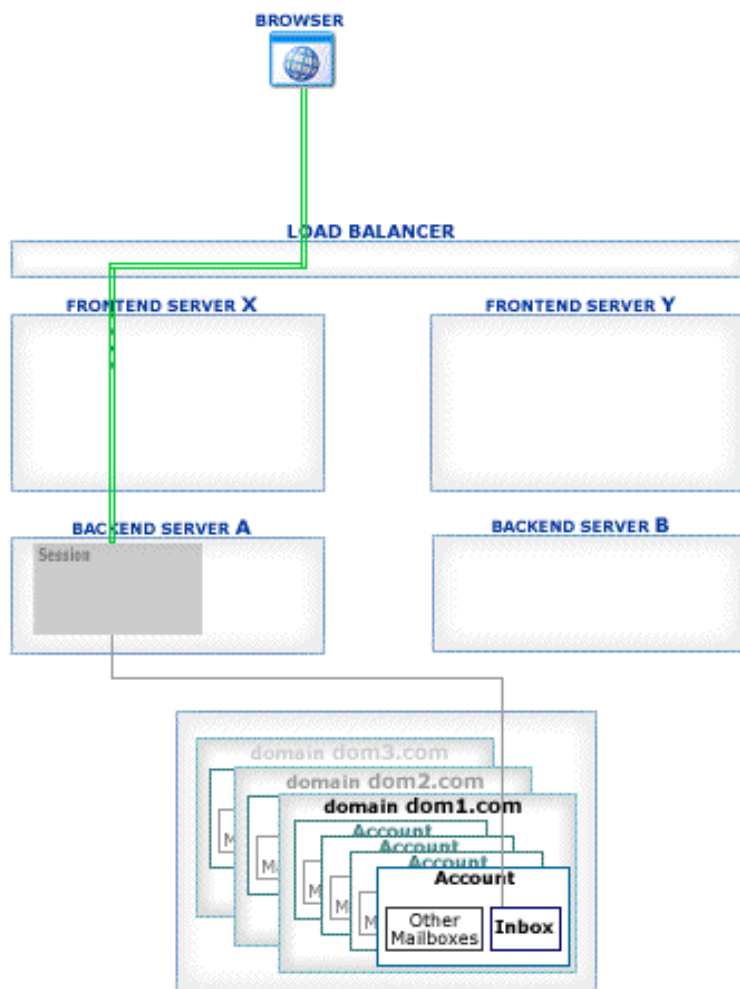 BROWSER
LOAD BALANCER
FRONTEND SERVER X
FRONTEND SERVER Y
BACKEND SERVER A
BACKEND SERVER B
Session
domain dom3.com
domain dom2.com
domain dom1.com
Account
Account
Account
Account
M
Ma
M
M
M
Other
Mailboxes
Inbox